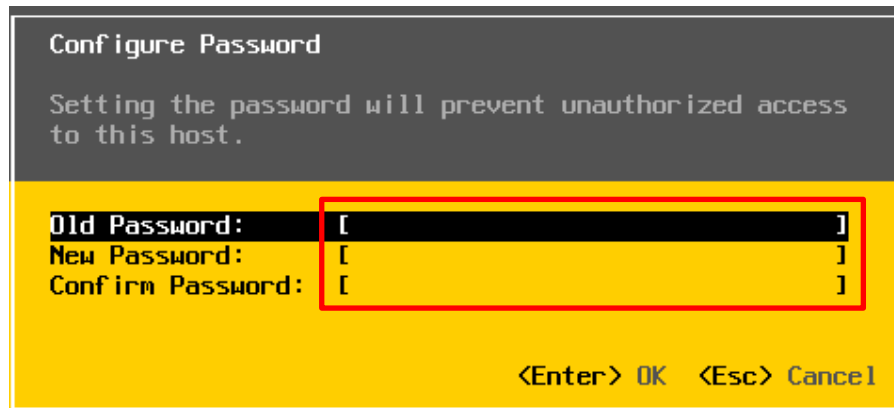 Configure Password
Setting the password will prevent unauthorized access
to this host.
Old Password: [ ]
New Password: [ ]
Confirm Password: [ ]
<Enter> OK <Esc> Cancel